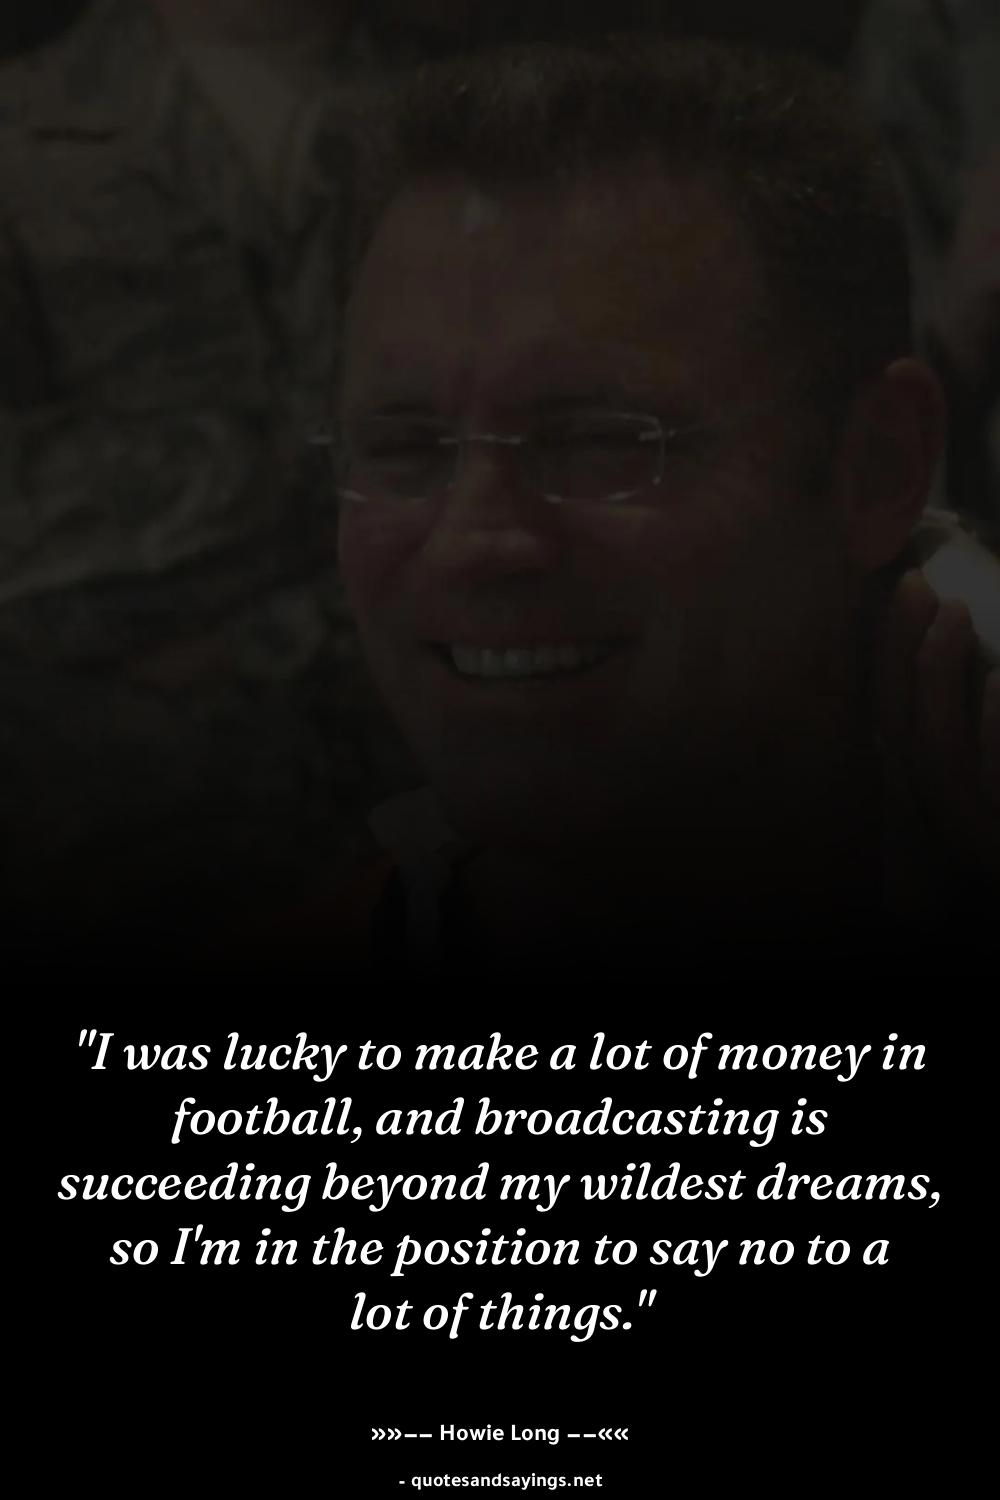 "I was lucky to make a lot of money in
football, and broadcasting is
succeeding beyond my wildest dreams,
so I'm in the position to say no to a
lot of things."
»»–– Howie Long ––««
- quotesandsayings.net